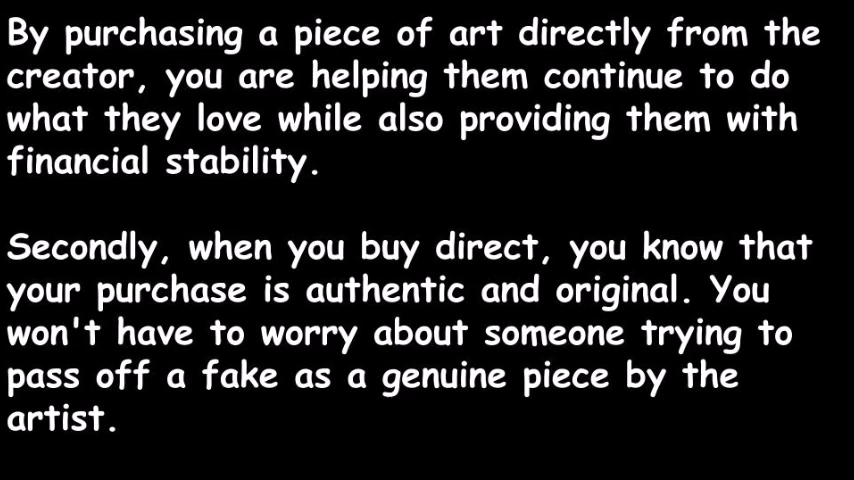 By purchasing a piece of art directly from the
creator, you are helping them continue to do
what they love while also providing them with
financial stability.
Secondly, when you buy direct, you know that
your purchase is authentic and original. You
won't have to worry about someone trying to
pass off a fake as a genuine piece by the
artist.